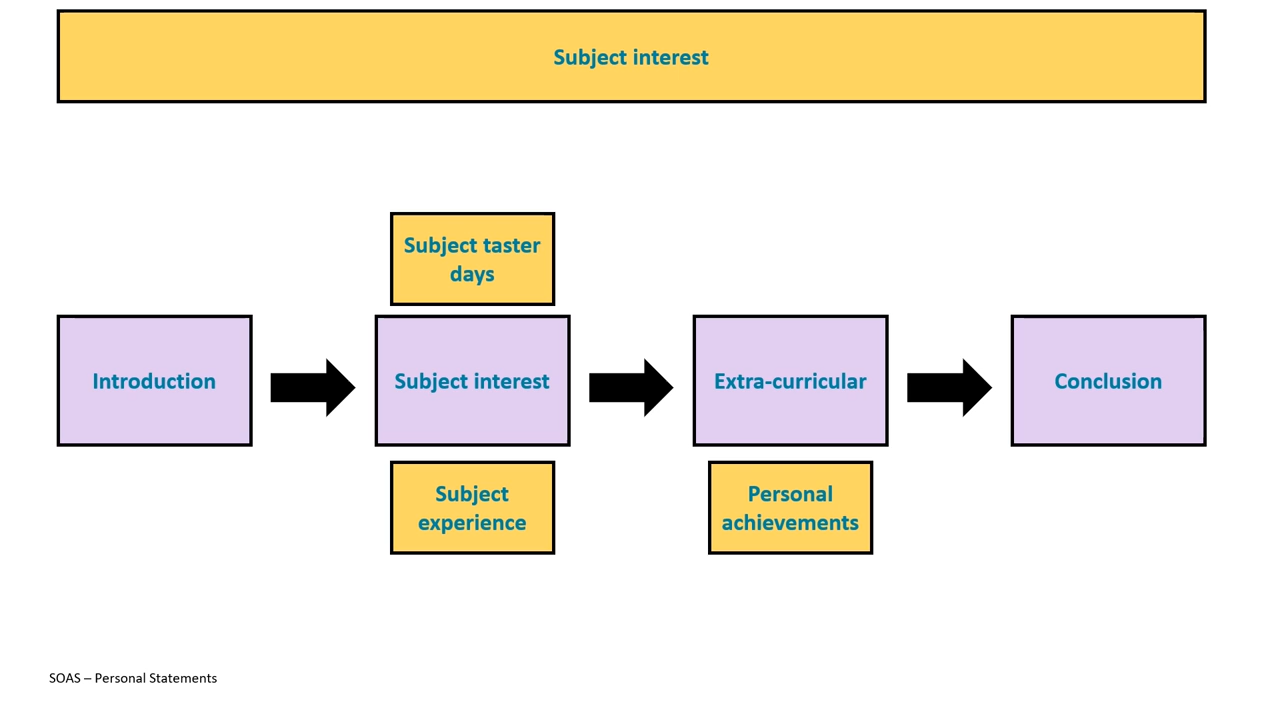 Subject interest
Subject taster
days
Introduction
Subject interest
Extra-curricular
Conclusion
Subject
experience
Personal
achievements
SOAS – Personal Statements